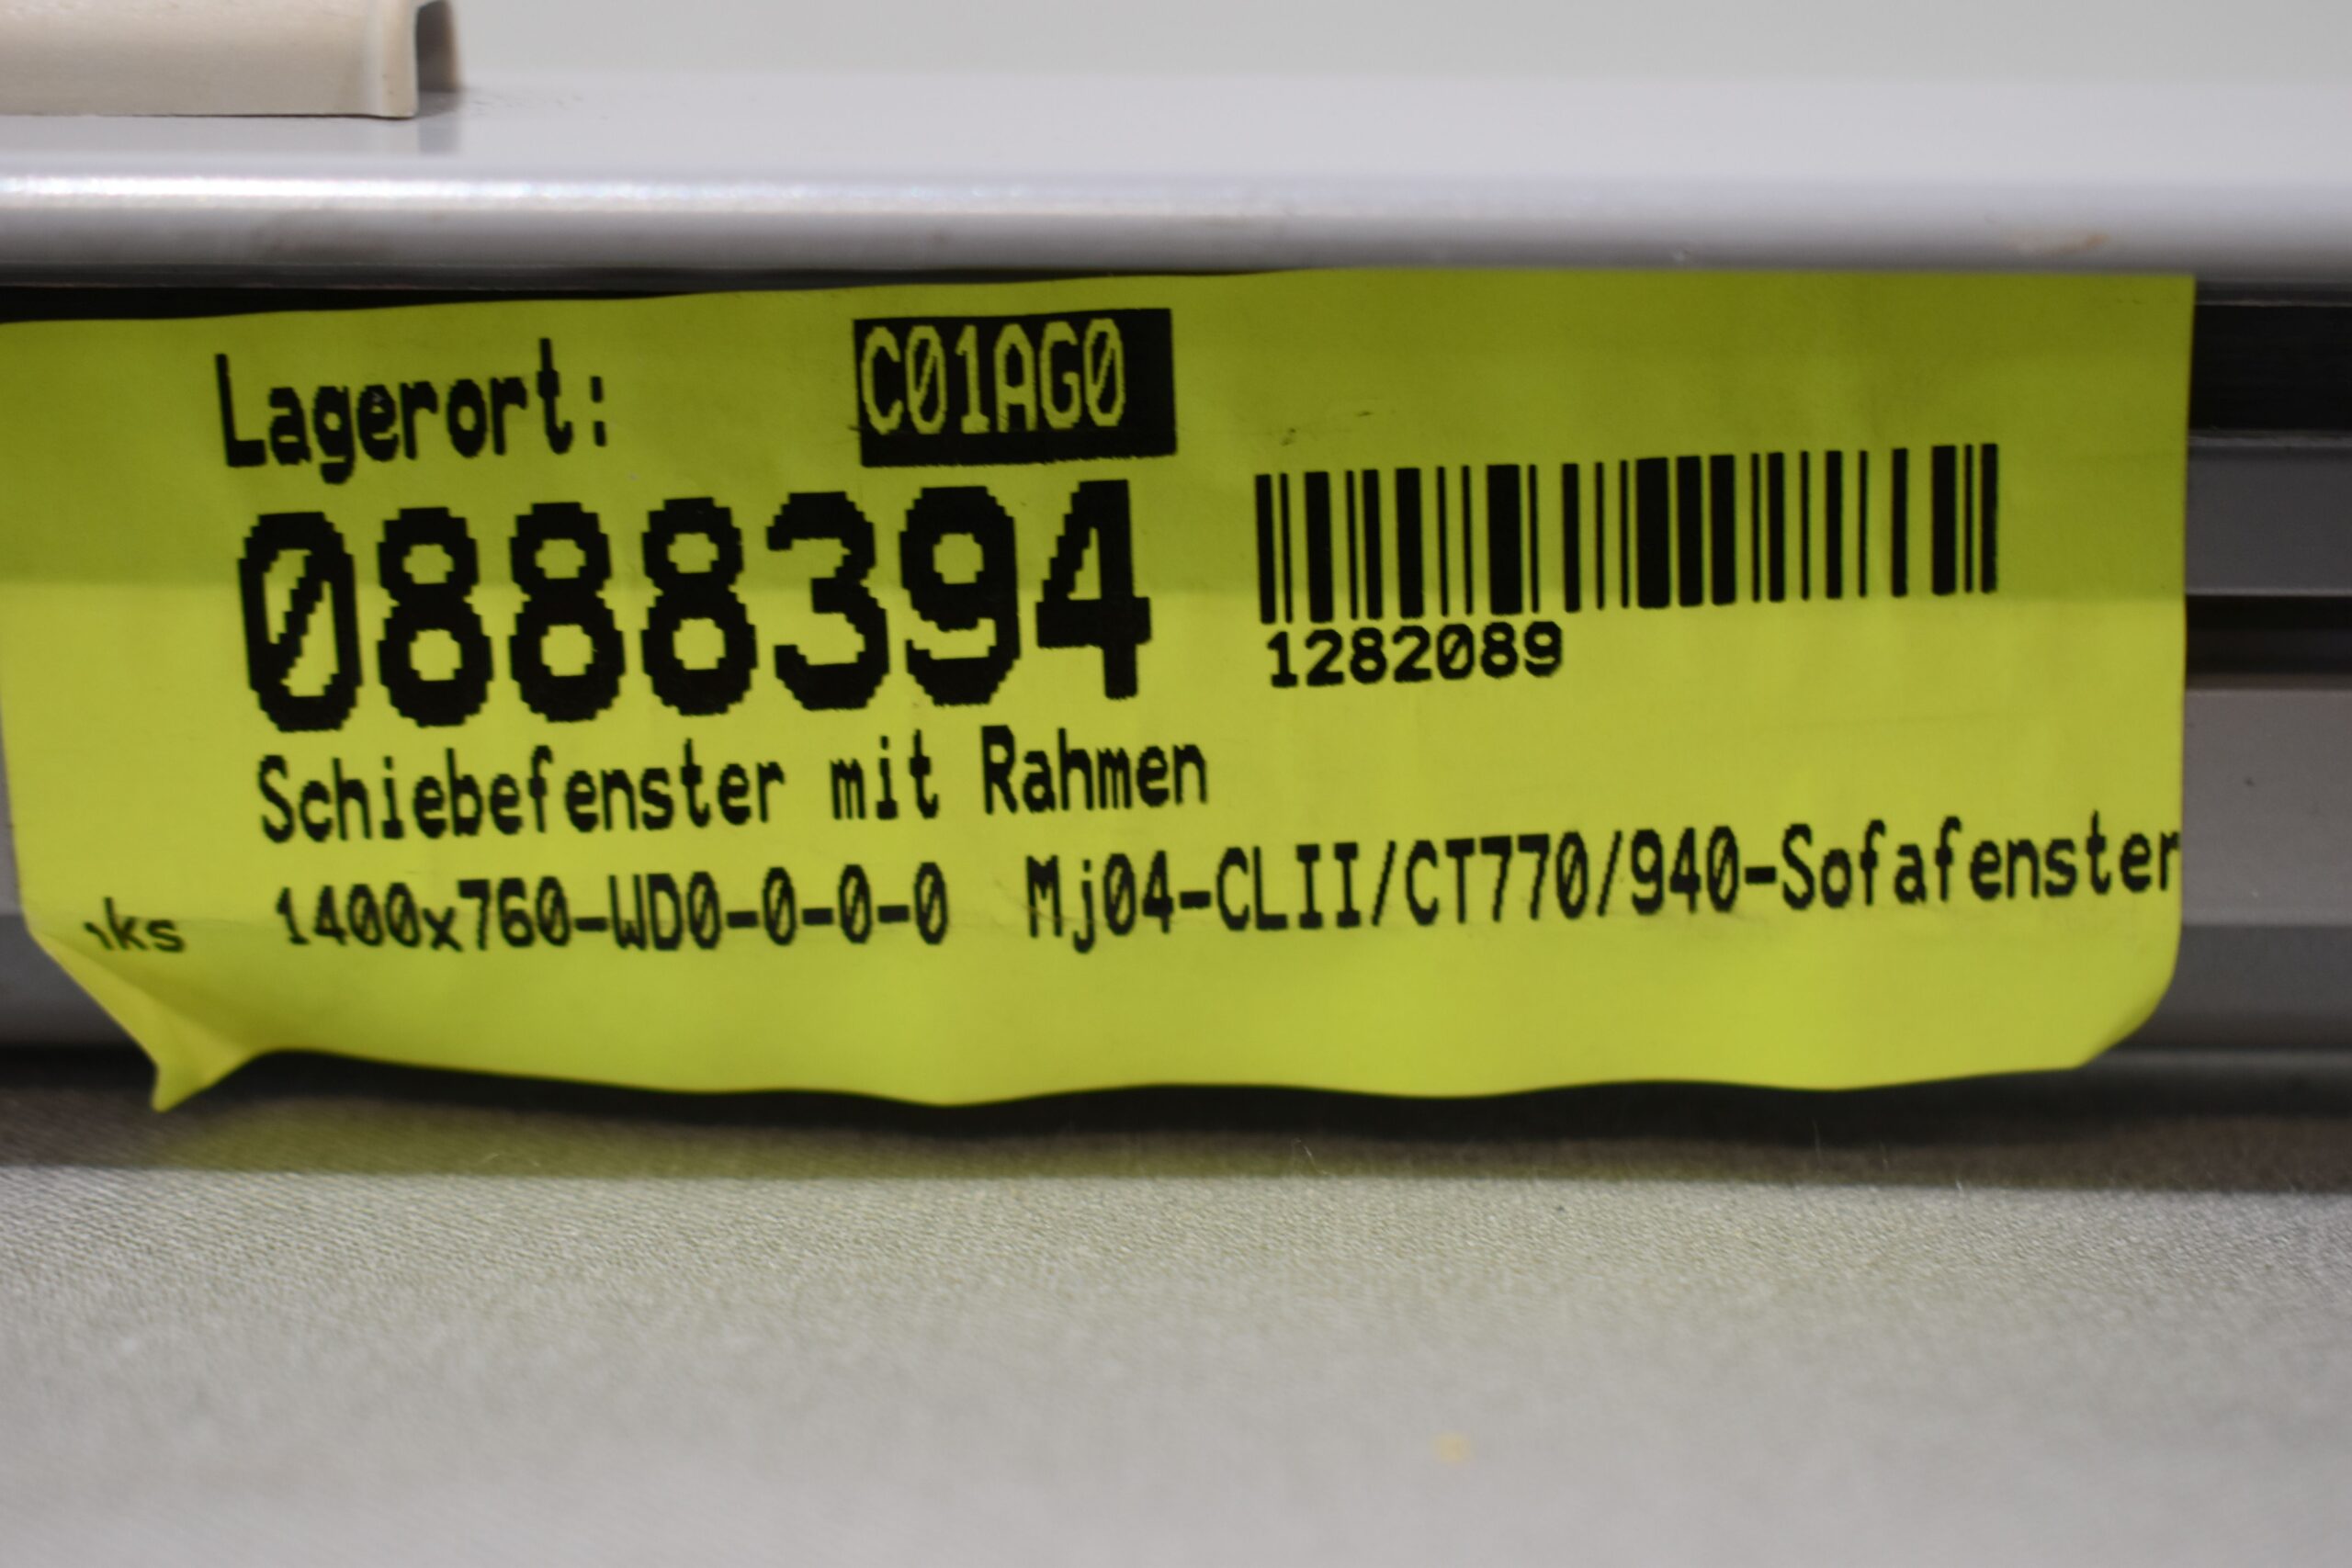 Lagerort: C01AG0
0888394
1282089
Schiebefenster mit Rahmen
1400x760-WD0-0-0-0 Mj04-CLII/CT770/940-Sofafenster